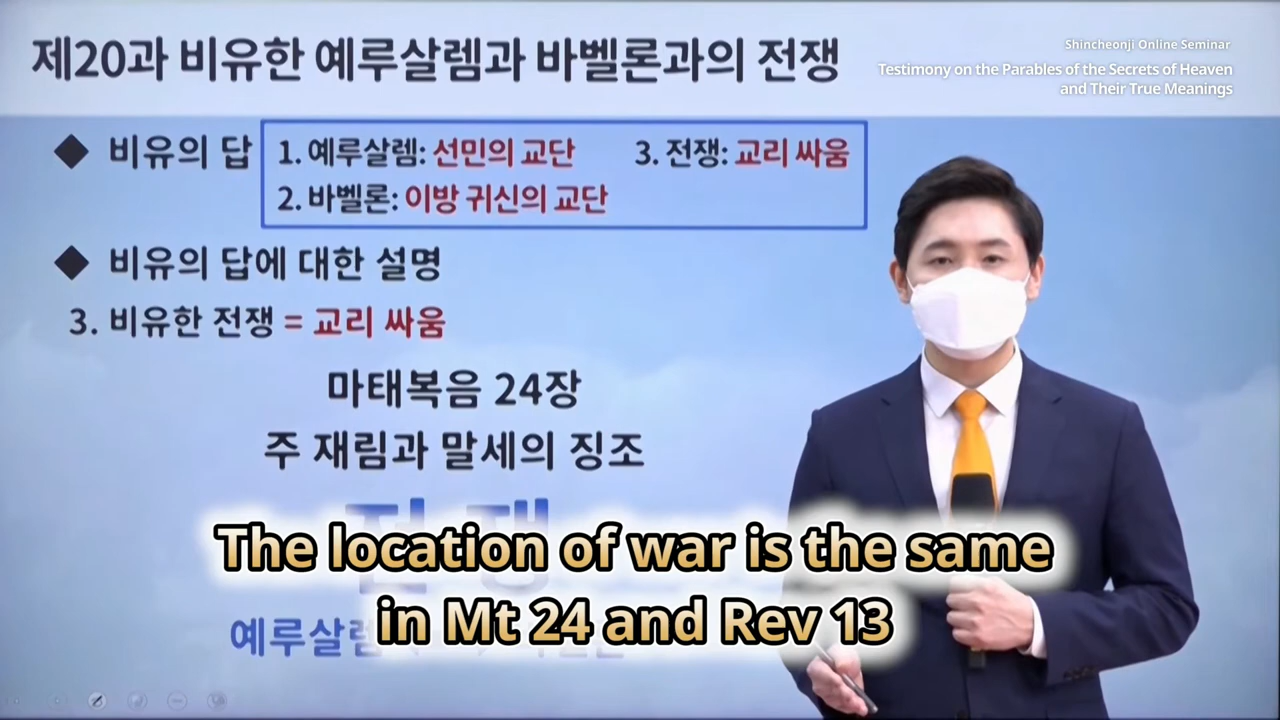 제20과 비유한 예루살렘과 바벨론과의 전쟁
Shincheonji Online Seminar
Testimony on the Parables of the Secrets of Heaven
and Their True Meanings
◆ 비유의 답
1. 예루살렘: 선민의 교단
3. 전쟁: 교리 싸움
2. 바벨론: 이방 귀신의 교단
◆ 비유의 답에 대한 설명
3. 비유한 전쟁 = 교리 싸움
마태복음 24장
주 재림과 말세의 징조
전 쟁
The location of war is the same
in Mt 24 and Rev 13
예루살렘